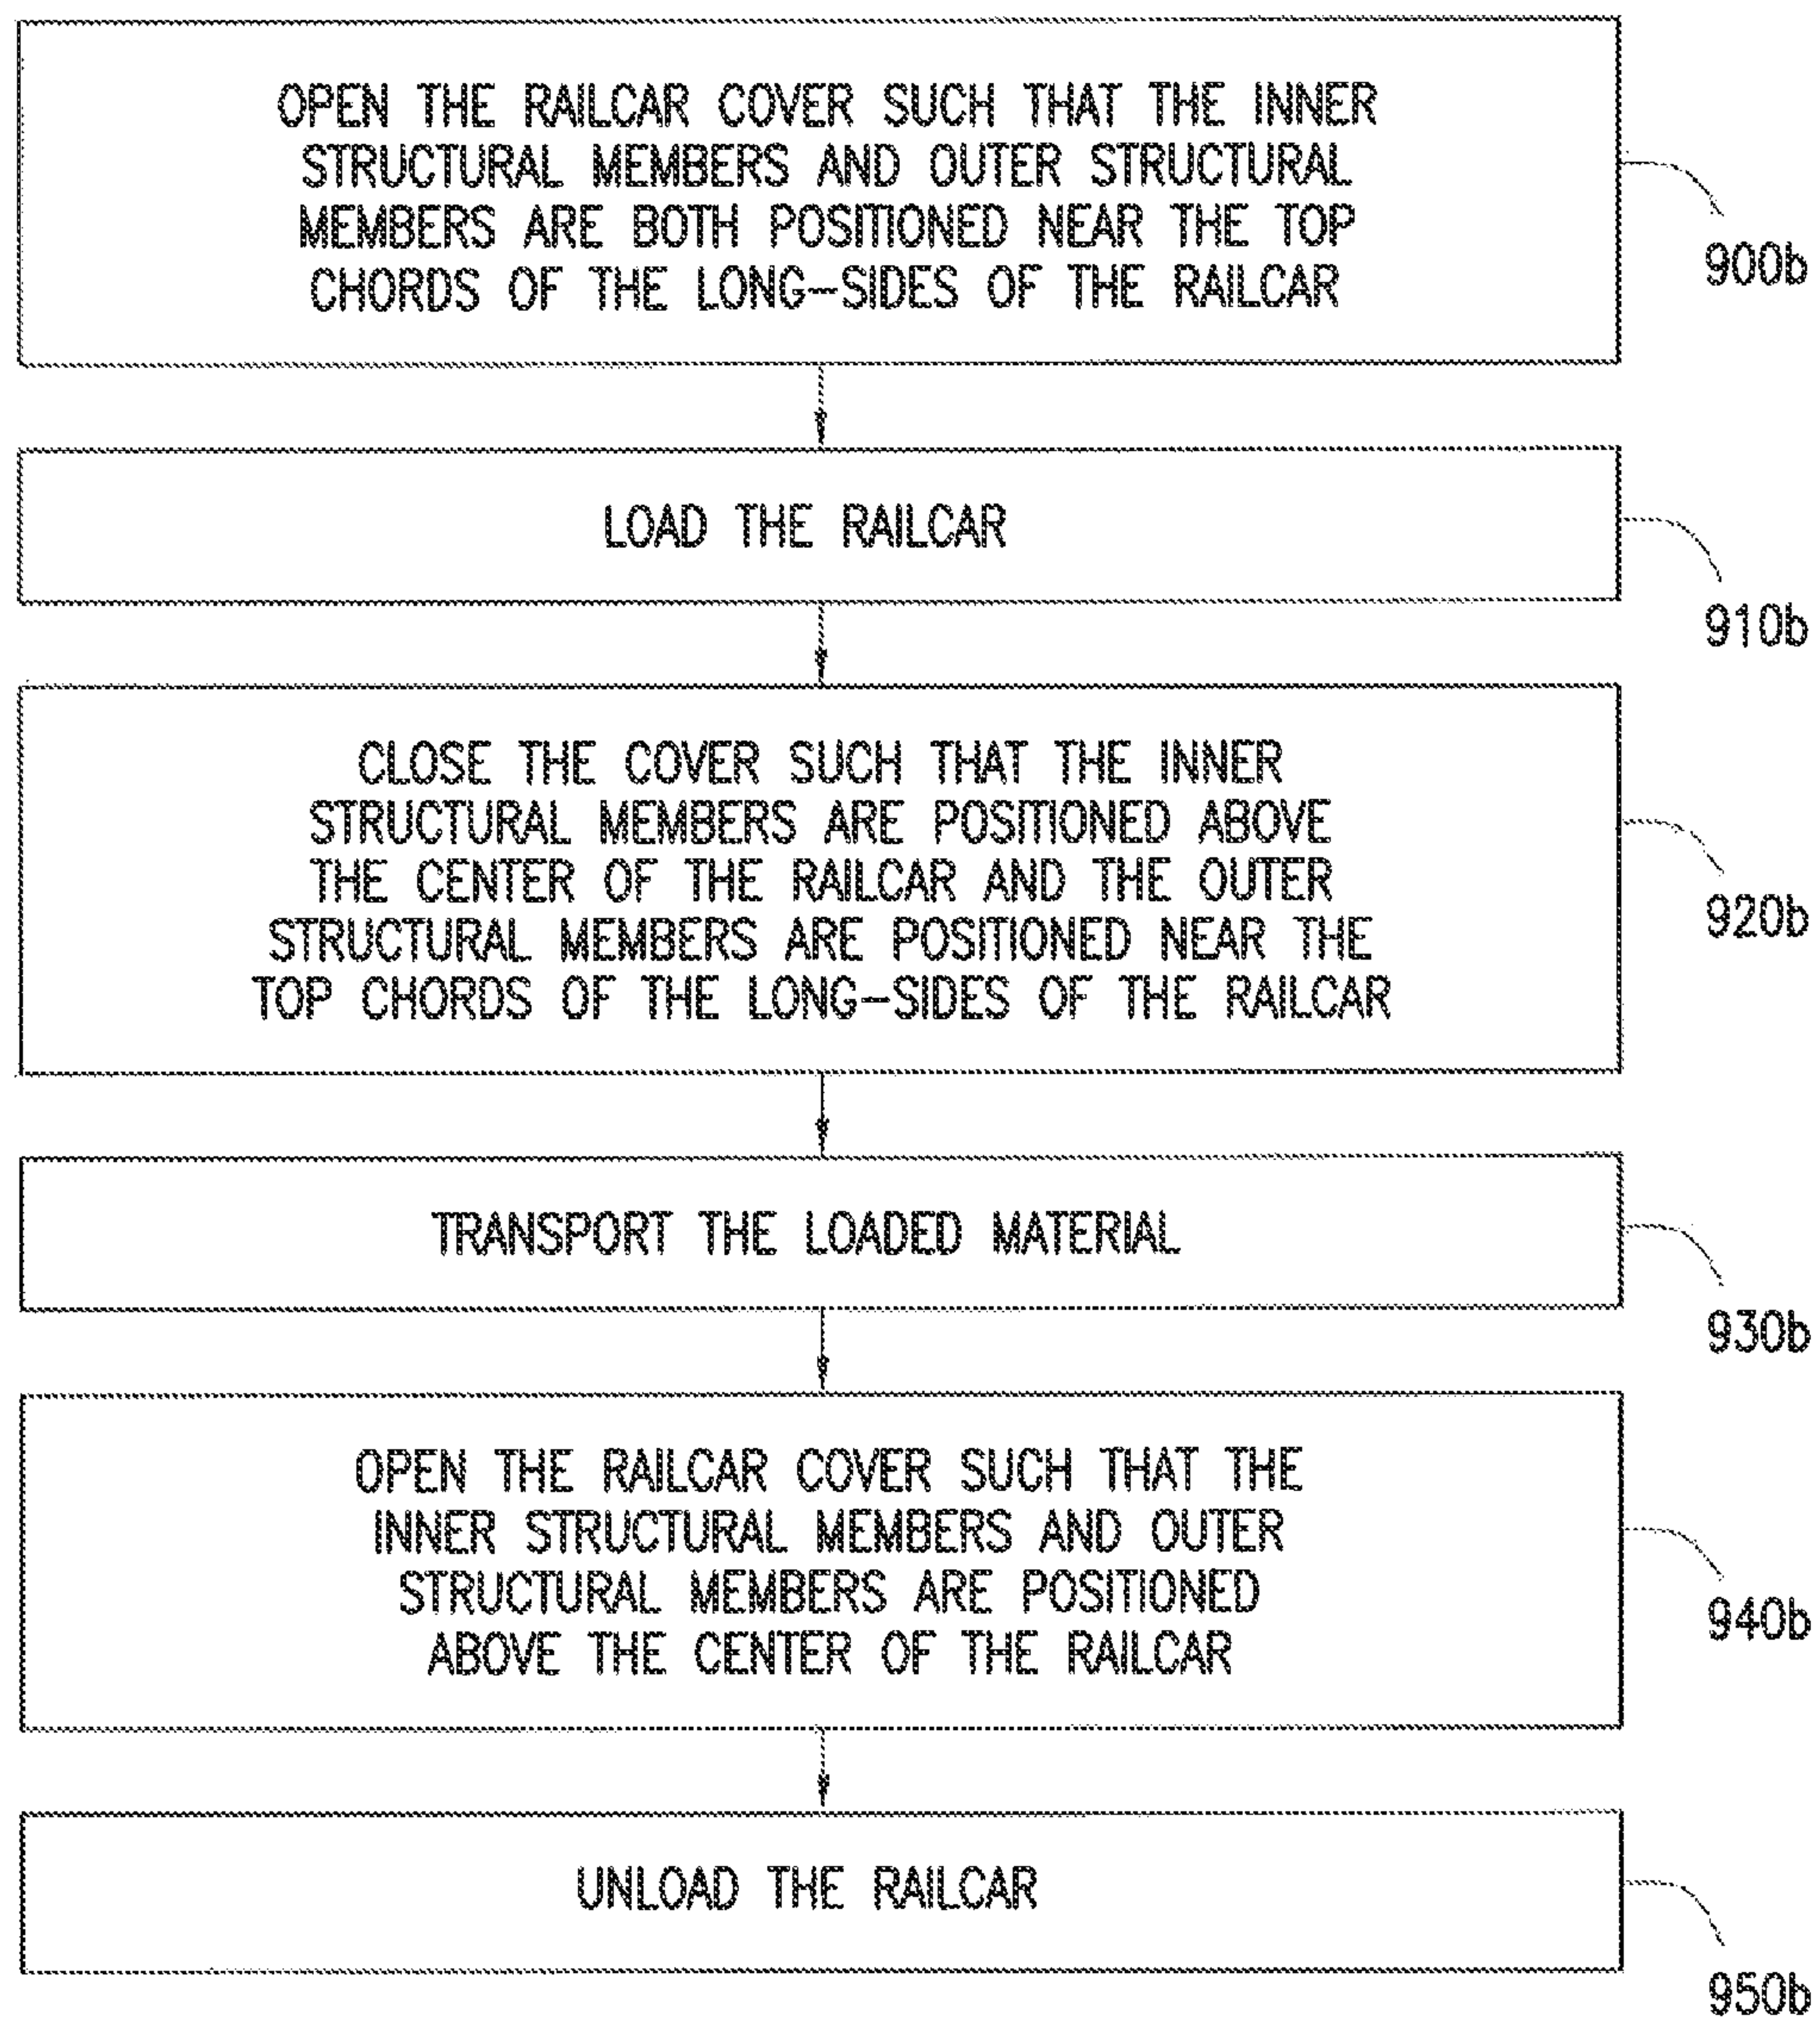 OPEN THE RAILCAR COVER SUCH THAT THE INNER
STRUCTURAL MEMBERS AND OUTER STRUCTURAL
MEMBERS ARE BOTH POSITIONED NEAR THE TOP
CHORDS OF THE LONG-SIDES OF THE RAILCAR
900b
LOAD THE RAILCAR
910b
CLOSE THE COVER SUCH THAT THE INNER
STRUCTURAL MEMBERS ARE POSITIONED ABOVE
THE CENTER OF THE RAILCAR AND THE OUTER
STRUCTURAL MEMBERS ARE POSITIONED NEAR THE
TOP CHORDS OF THE LONG-SIDES OF THE RAILCAR
920b
TRANSPORT THE LOADED MATERIAL
930b
OPEN THE RAILCAR COVER SUCH THAT THE
INNER STRUCTURAL MEMBERS AND OUTER
STRUCTURAL MEMBERS ARE POSITIONED
ABOVE THE CENTER OF THE RAILCAR
940b
UNLOAD THE RAILCAR
950b